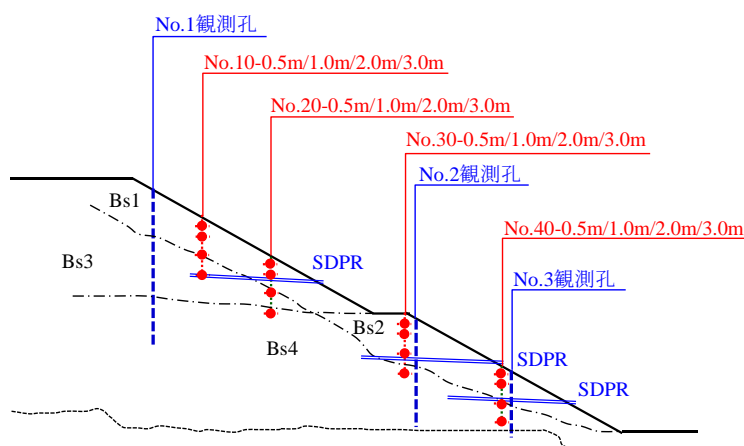 No.1観測孔
No.10-0.5m/1.0m/2.0m/3.0m
No.20-0.5m/1.0m/2.0m/3.0m
No.30-0.5m/1.0m/2.0m/3.0m
No.2観測孔
Bs1
No.40-0.5m/1.0m/2.0m/3.0m
Bs3
SDPR
No.3観測孔
Bs2
Bs4
SDPR
SDPR